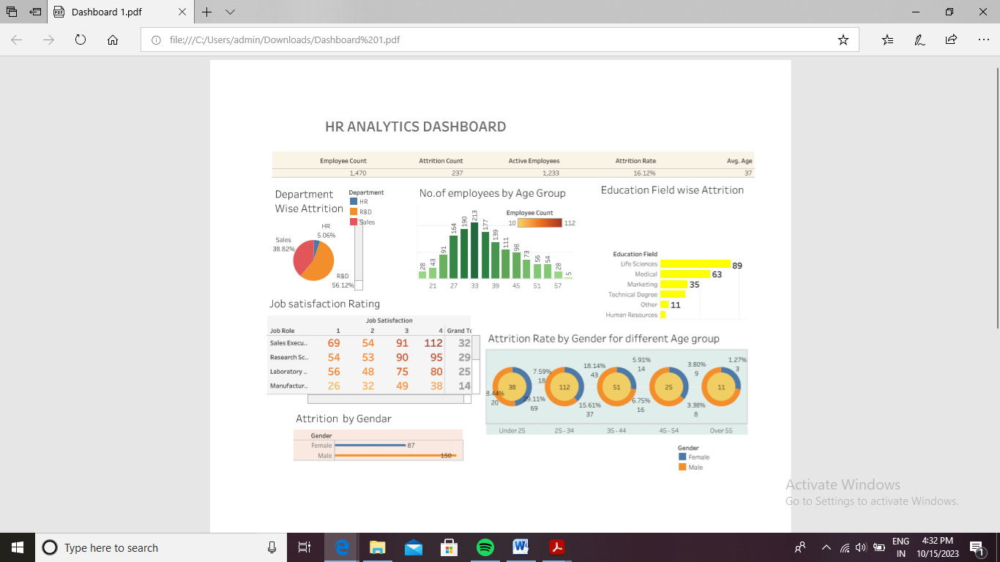 Dashboard 1.pdf
file:///C:/Users/admin/Downloads/Dashboard%201.pdf
HR ANALYTICS DASHBOARD
Employee Count Attrition Count Active Employees Attrition Rate Avg. Age
1,470 237 1,233 16.12% 37
Department
Wise Attrition
Department
HR
R&D
Sales
HR
5.06%
Sales
38.82%
R&D
56.12%
No.of employees by Age Group
Employee Count
10 112
28 43 91 164 190 213 177 139 111 98 73 56 54 28 5
21 27 33 39 45 51 57
Education Field wise Attrition
Education Field
Life Sciences 89
Medical 63
Marketing 35
Technical Degree
Other 11
Human Resources
Job satisfaction Rating
Job Satisfaction
Job Role 1 2 3 4 Grand To
Sales Execu.. 69 54 91 112 32
Research Sc.. 54 53 90 95 29
Laboratory .. 56 48 75 80 25
Manufactur.. 26 32 49 38 14
Attrition Rate by Gender for different Age group
7.59%
18
38
8.44%
20
18.14%
43
112
29.11%
69
5.91%
14
51
15.61%
37
3.80%
9
25
6.75%
16
1.27%
3
11
3.38%
8
Under 25 25 - 34 35 - 44 45 - 54 Over 55
Gender
Female
Male
Attrition by Gendar
Gender
Female 87
Male 150
Activate Windows
Go to Settings to activate Windows.
Type here to search
ENG
IN
4:32 PM
10/15/2023
1